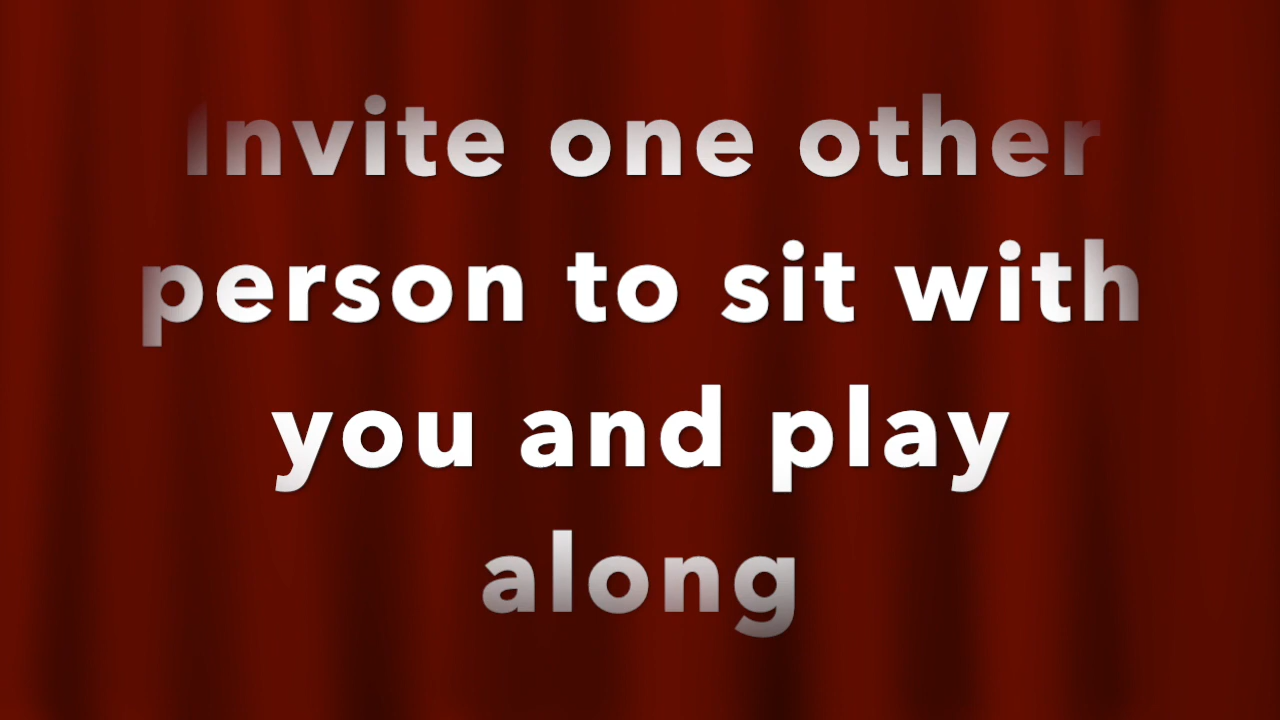 Invite one other
person to sit with
you and play
along